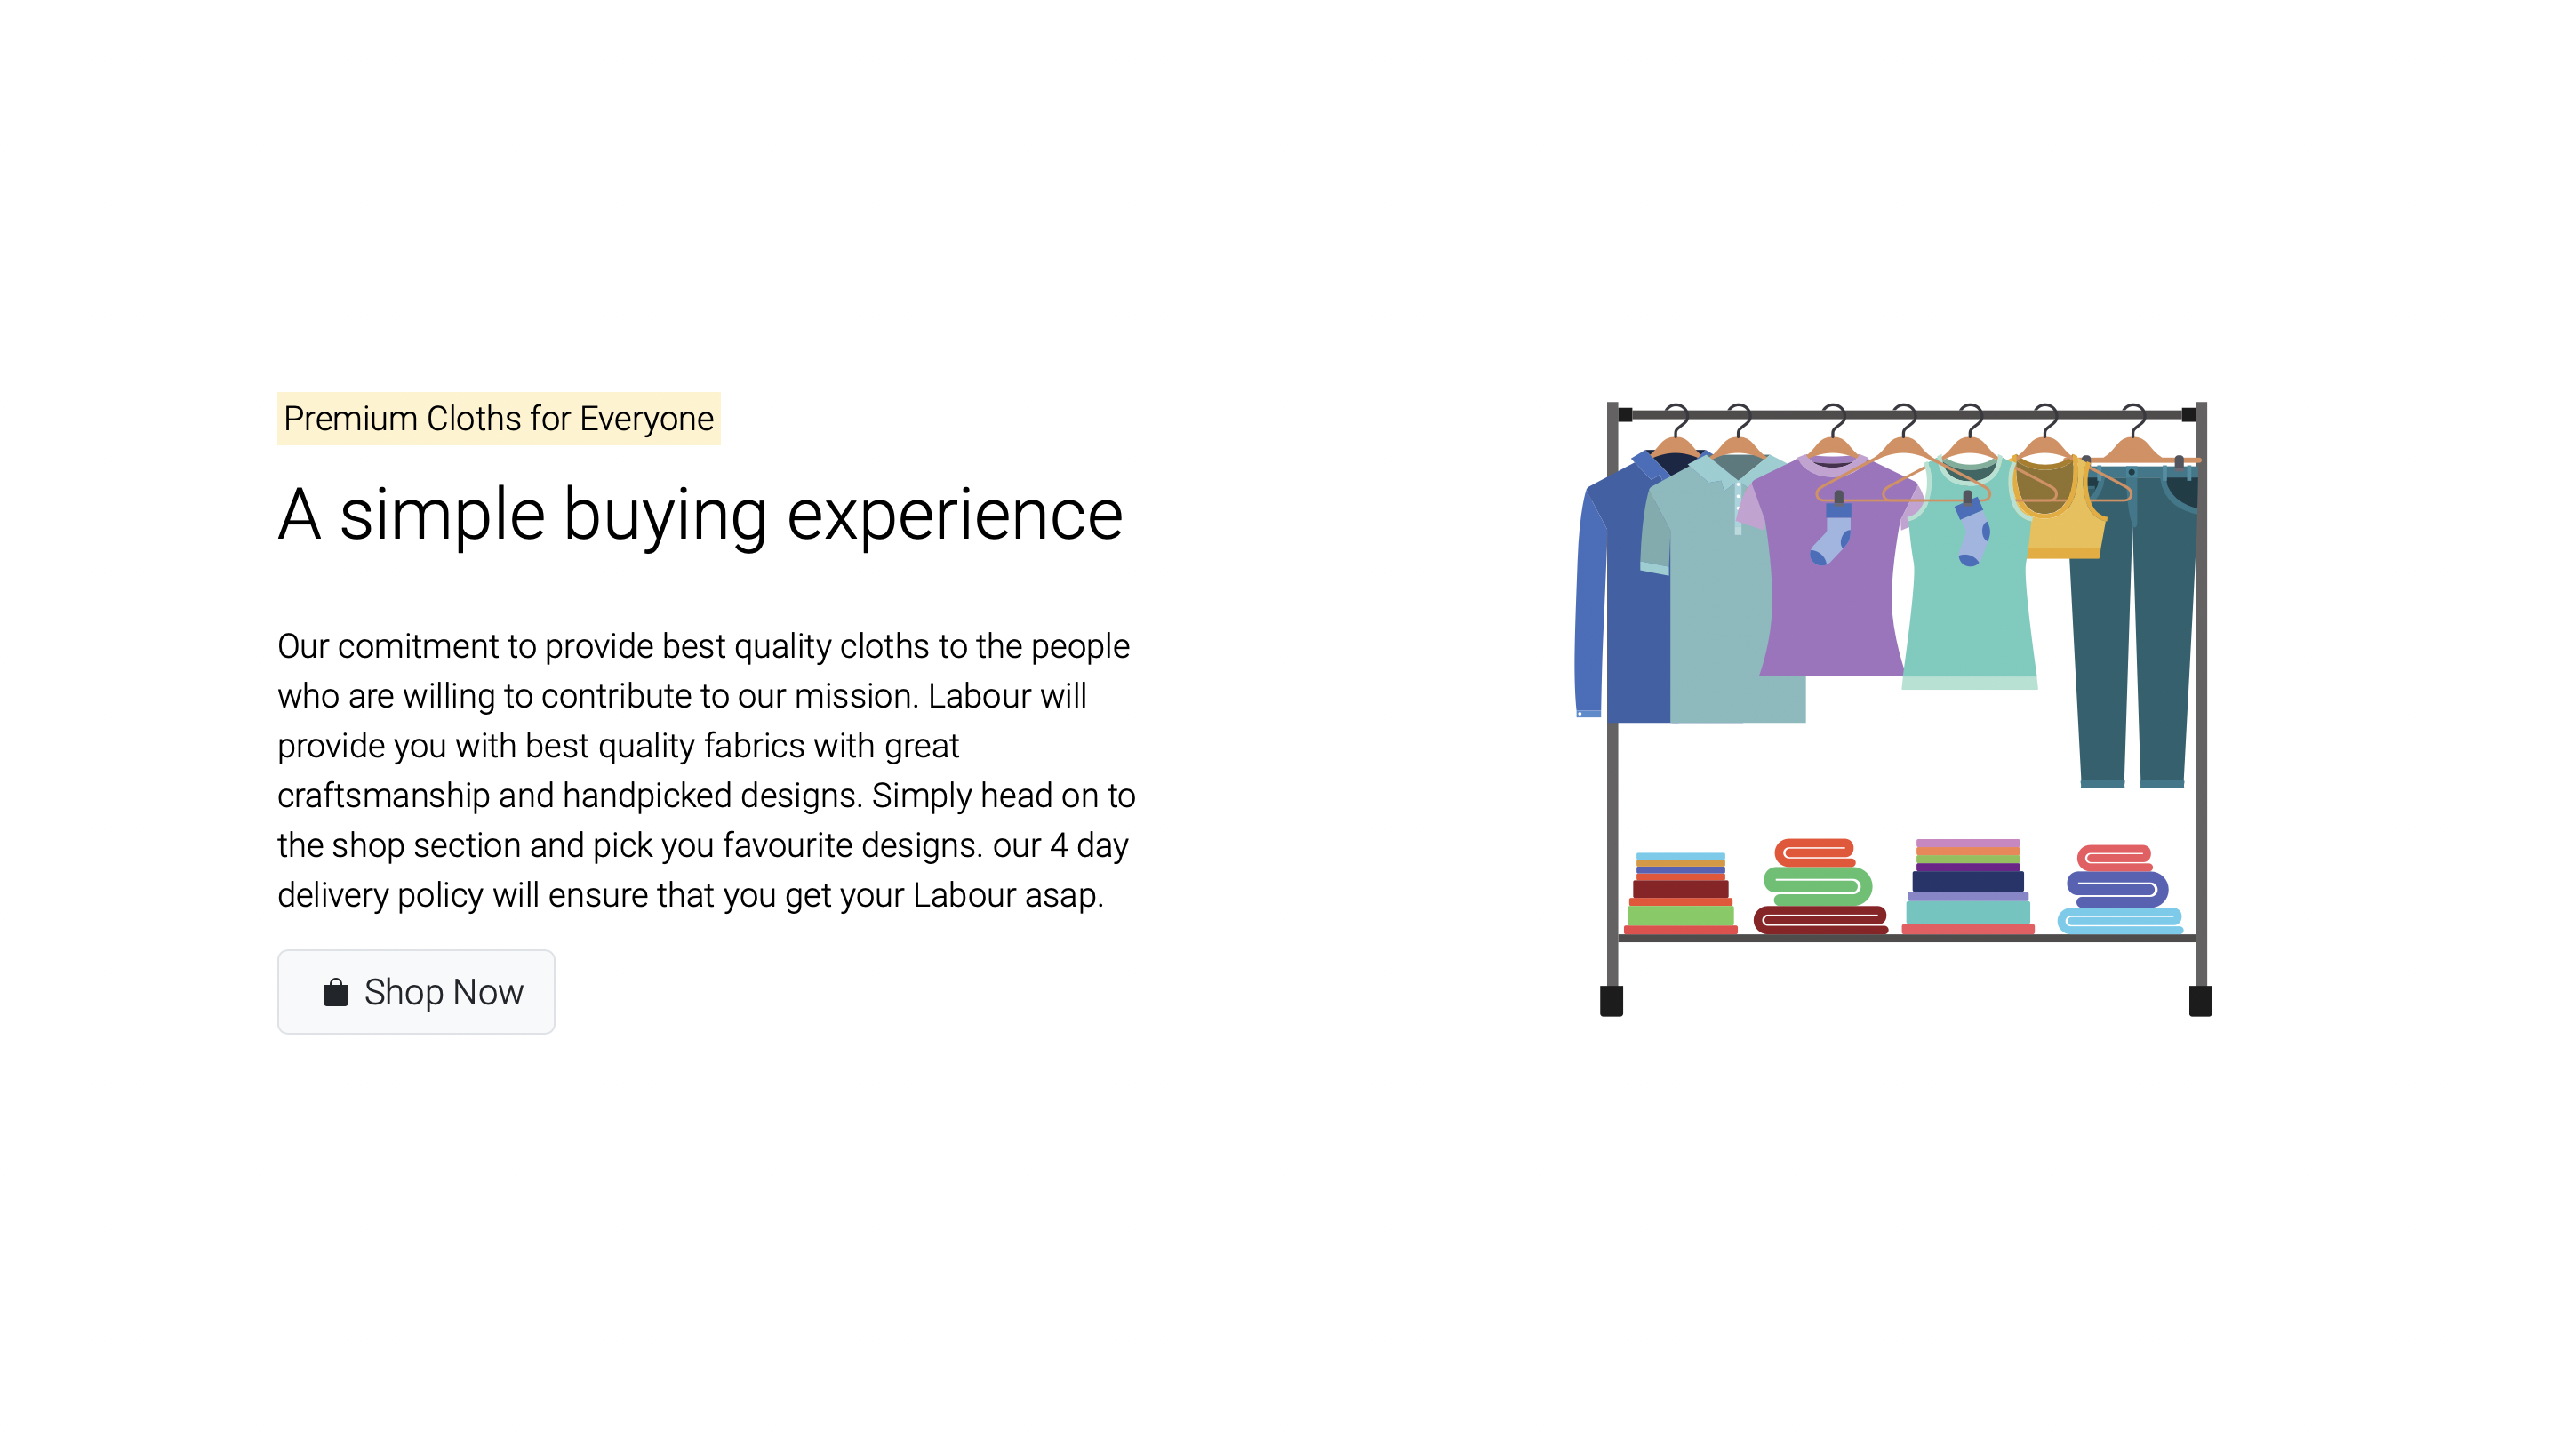 Premium Cloths for Everyone
A simple buying experience
Our comitment to provide best quality cloths to the people
who are willing to contribute to our mission. Labour will
provide you with best quality fabrics with great
craftsmanship and handpicked designs. Simply head on to
the shop section and pick you favourite designs. our 4 day
delivery policy will ensure that you get your Labour asap.
Shop Now